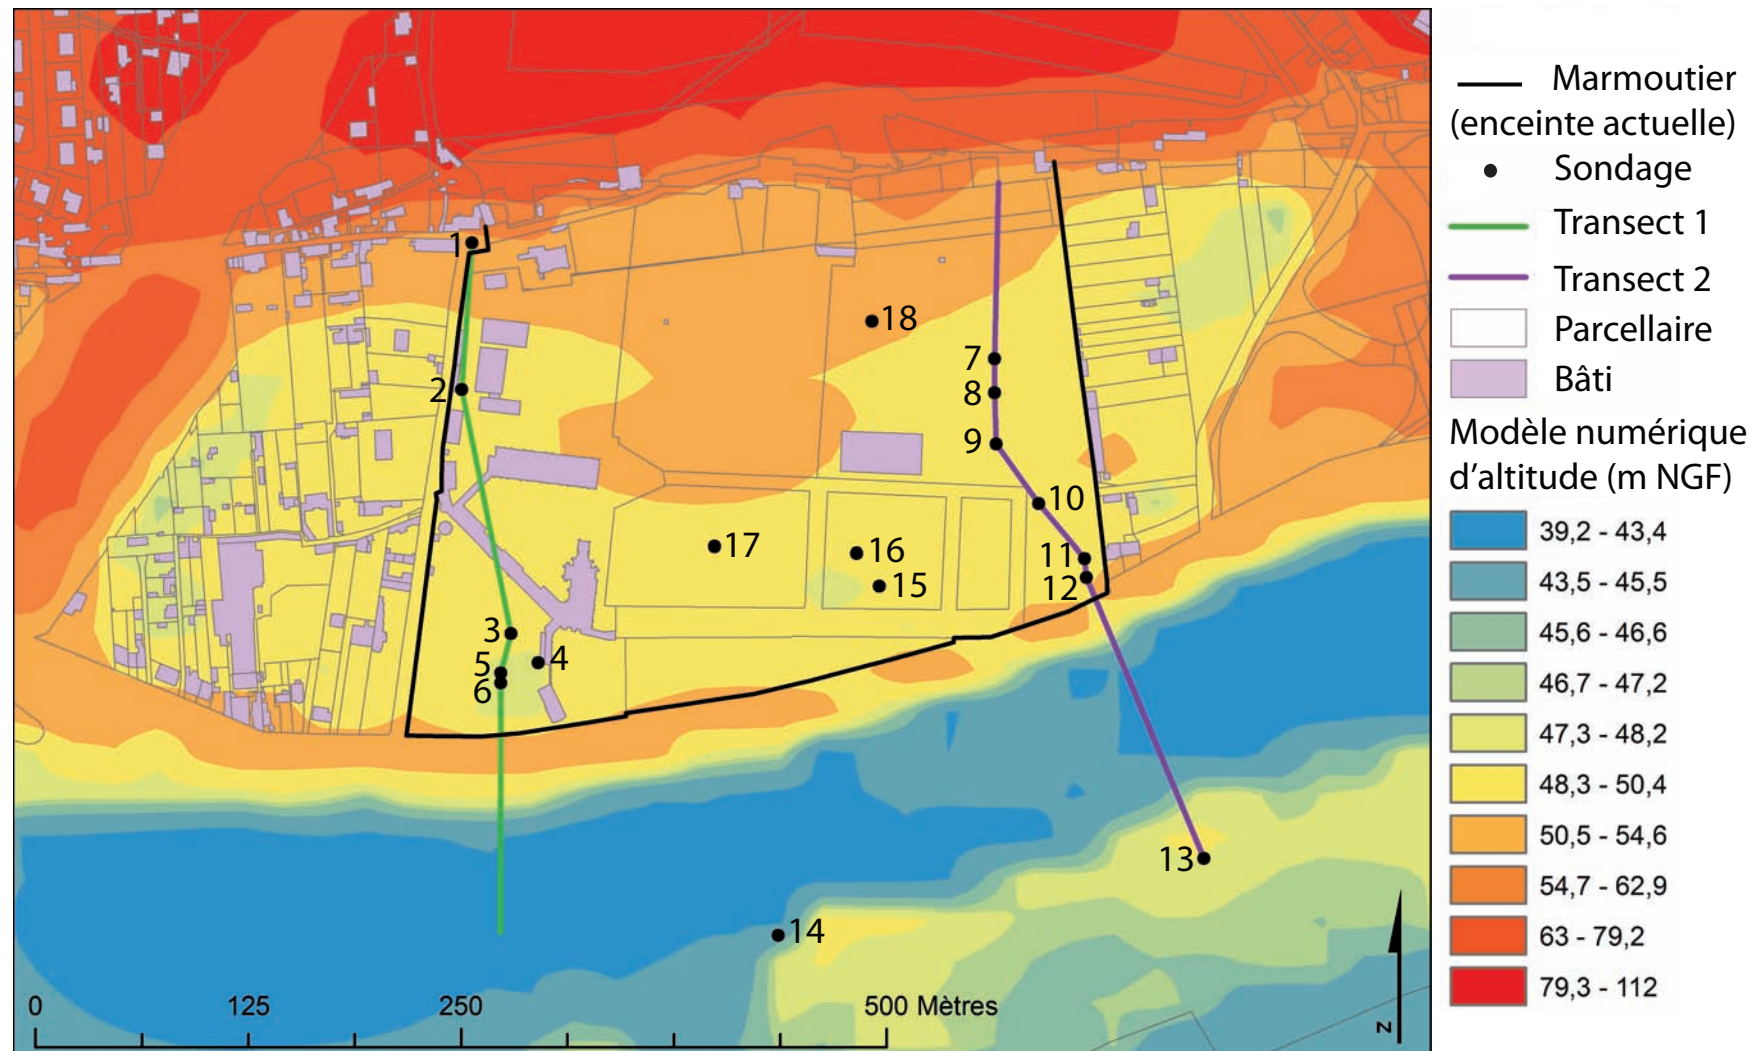 1
2
3
4
5
6
7
8
9
10
11
12
13
14
15
16
17
18
0 125 250 500 Mètres
N
Marmoutier
(enceinte actuelle)
Sondage
Transect 1
Transect 2
Parcellaire
Bâti
Modèle numérique
d'altitude (m NGF)
39,2 - 43,4
43,5 - 45,5
45,6 - 46,6
46,7 - 47,2
47,3 - 48,2
48,3 - 50,4
50,5 - 54,6
54,7 - 62,9
63 - 79,2
79,3 - 112